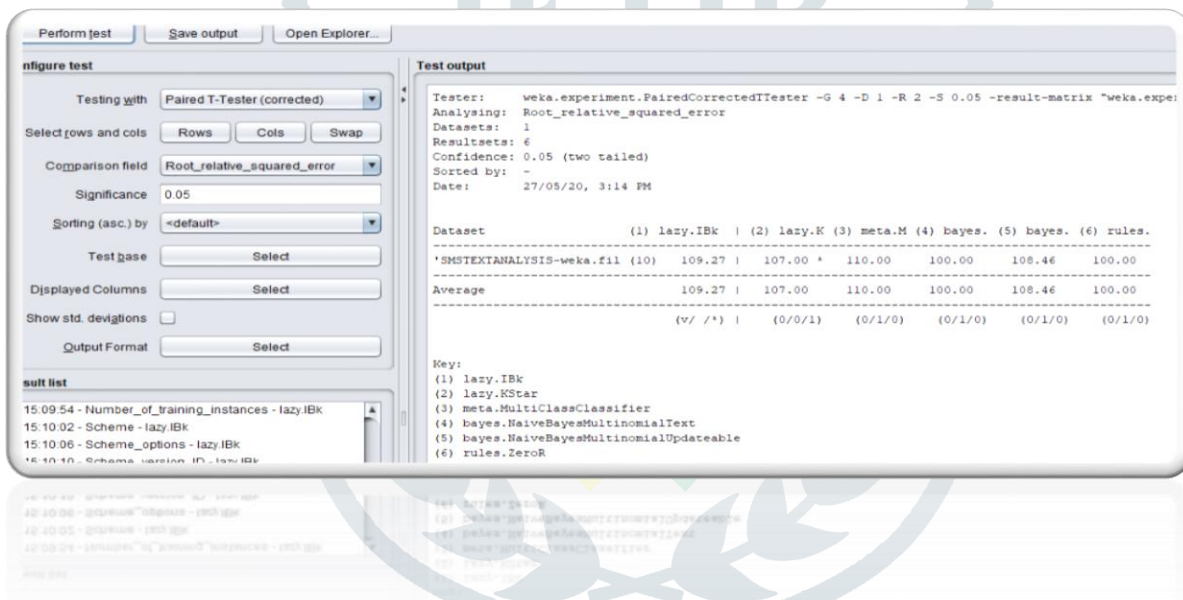 Perform test Save output Open Explorer...
nfigure test
Testing with Paired T-Tester (corrected)
Select rows and cols Rows Cols Swap
Comparison field Root_relative_squared_error
Significance 0.05
Sorting (asc.) by <default>
Test base Select
Displayed Columns Select
Show std. deviations
Output Format Select
sult list
15:09:54 - Number_of_training_instances - lazy.IBk
15:10:02 - Scheme - lazy.IBk
15:10:06 - Scheme_options - lazy.IBk
15:10:10 - Scheme_version_ID - lazy.IBk
Test output
Tester: weka.experiment.PairedCorrectedTTester -G 4 -D 1 -R 2 -S 0.05 -result-matrix "weka.exper
Analysing: Root_relative_squared_error
Datasets: 1
Resultsets: 6
Confidence: 0.05 (two tailed)
Sorted by: -
Date: 27/05/20, 3:14 PM
Dataset (1) lazy.IBk | (2) lazy.K (3) meta.M (4) bayes. (5) bayes. (6) rules.
'SMSTEXTANALYSIS-weka.fil (10) 109.27 | 107.00 * 110.00 100.00 108.46 100.00
Average 109.27 | 107.00 110.00 100.00 108.46 100.00
(v/ /*) | (0/0/1) (0/1/0) (0/1/0) (0/1/0) (0/1/0)
Key:
(1) lazy.IBk
(2) lazy.KStar
(3) meta.MultiClassClassifier
(4) bayes.NaiveBayesMultinomialText
(5) bayes.NaiveBayesMultinomialUpdateable
(6) rules.ZeroR